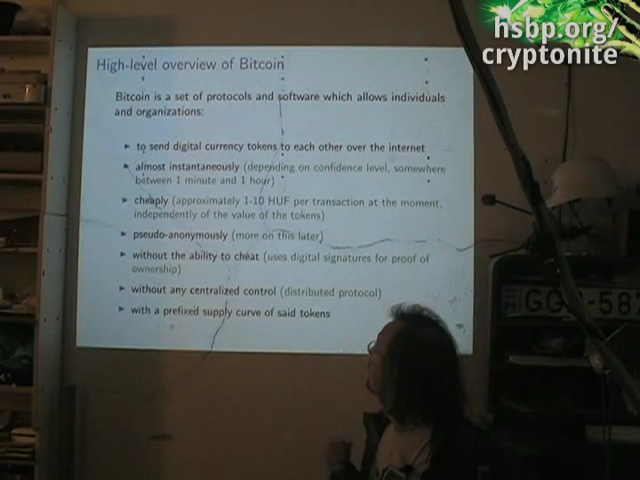 hsbp.org/
cryptonite
High-level overview of Bitcoin
Bitcoin is a set of protocols and software which allows individuals
and organizations:
to send digital currency tokens to each other over the internet
almost instantaneously (depending on confidence level, somewhere
between 1 minute and 1 hour)
cheaply (approximately 1-10 HUF per transaction at the moment,
independently of the value of the tokens)
pseudo-anonymously (more on this later)
without the ability to cheat (uses digital signatures for proof of
ownership)
without any centralized control (distributed protocol)
with a prefixed supply curve of said tokens